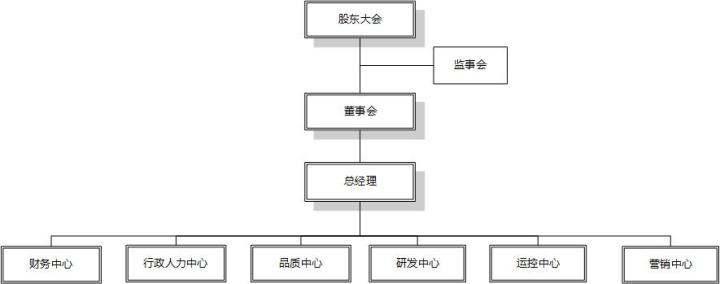 股东大会
监事会
董事会
总经理
财务中心
行政人力中心
品质中心
研发中心
运控中心
营销中心